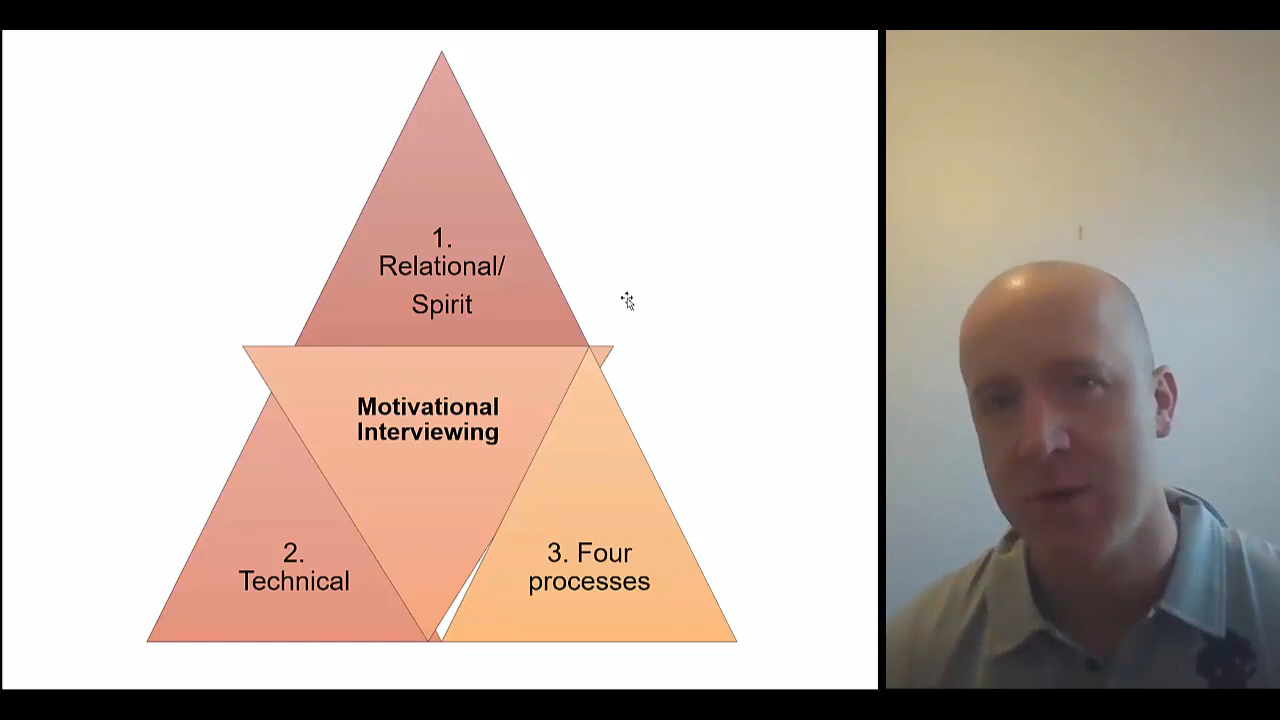 1.
Relational/
Spirit
Motivational
Interviewing
2.
Technical
3. Four
processes